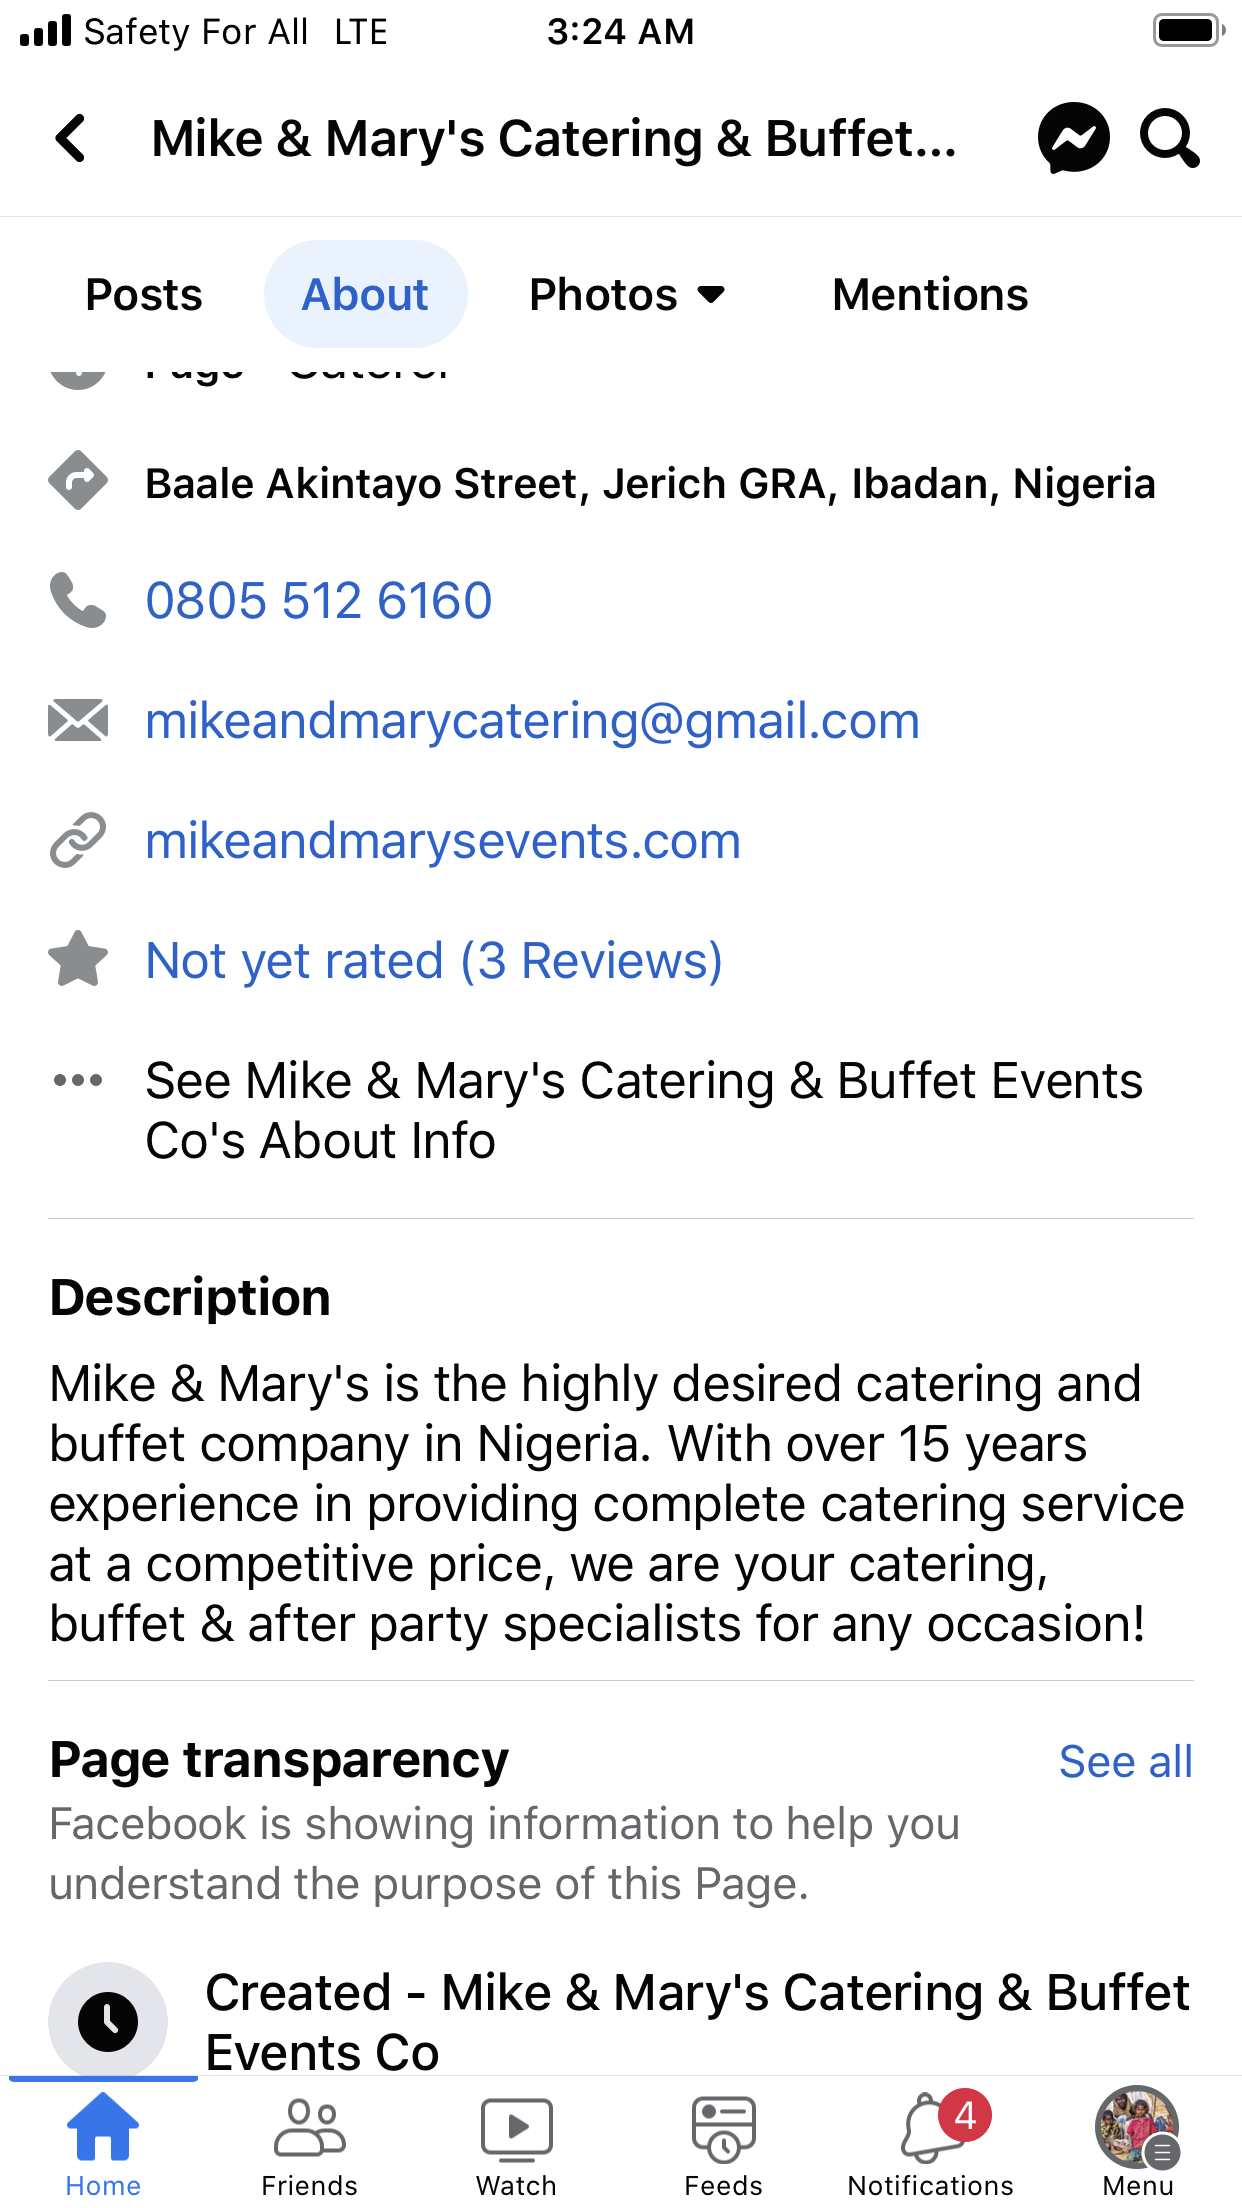 Safety For All LTE 3:24 AM
Mike & Mary's Catering & Buffet...
Posts About Photos Mentions
Page
Baale Akintayo Street, Jerich GRA, Ibadan, Nigeria
0805 512 6160
mikeandmarycatering@gmail.com
mikeandmarysevents.com
Not yet rated (3 Reviews)
See Mike & Mary's Catering & Buffet Events
Co's About Info
Description
Mike & Mary's is the highly desired catering and
buffet company in Nigeria. With over 15 years
experience in providing complete catering service
at a competitive price, we are your catering,
buffet & after party specialists for any occasion!
Page transparency See all
Facebook is showing information to help you
understand the purpose of this Page.
Created - Mike & Mary's Catering & Buffet
Events Co
4
Home Friends Watch Feeds Notifications Menu